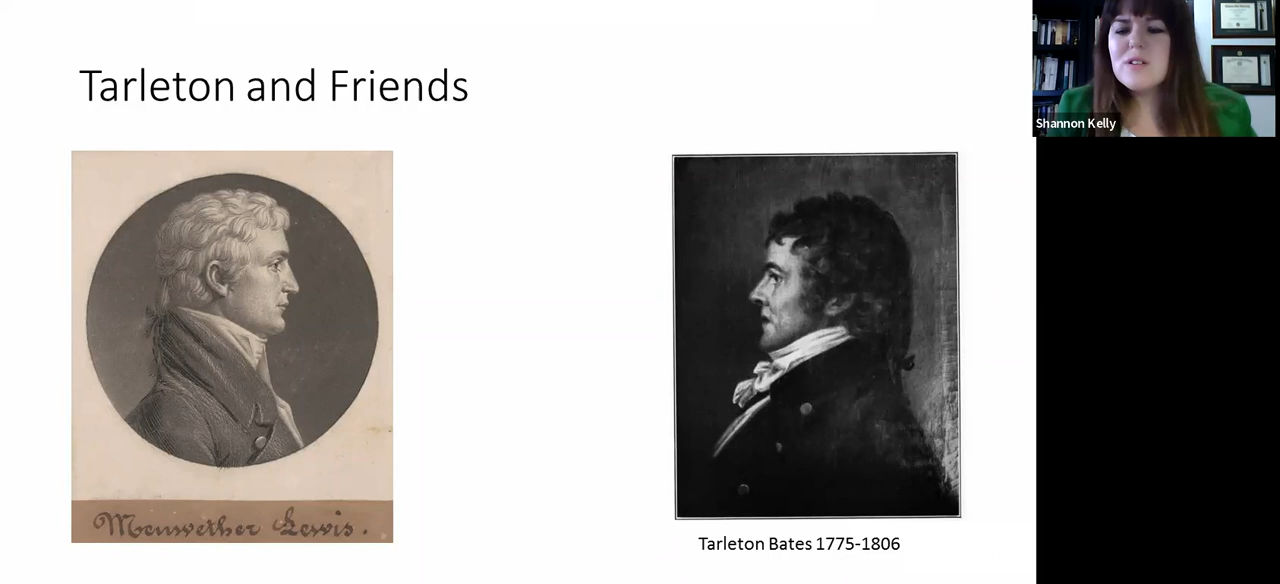 Tarleton and Friends
Shannon Kelly
Meriwether Lewis.
Tarleton Bates 1775-1806